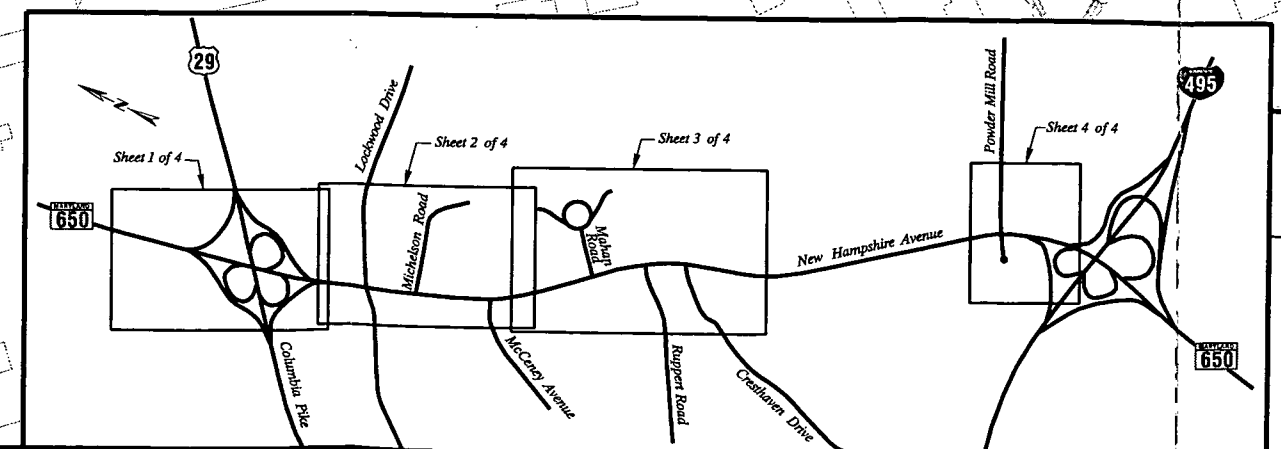 29
N
Lockwood Drive
Powder Mill Road
495
Sheet 1 of 4
Sheet 2 of 4
Sheet 3 of 4
Sheet 4 of 4
MARYLAND
650
Michelson Road
Mahan
Road
New Hampshire Avenue
Columbia Pike
McCeney Avenue
Ruppert Road
Cresthaven Drive
MARYLAND
650